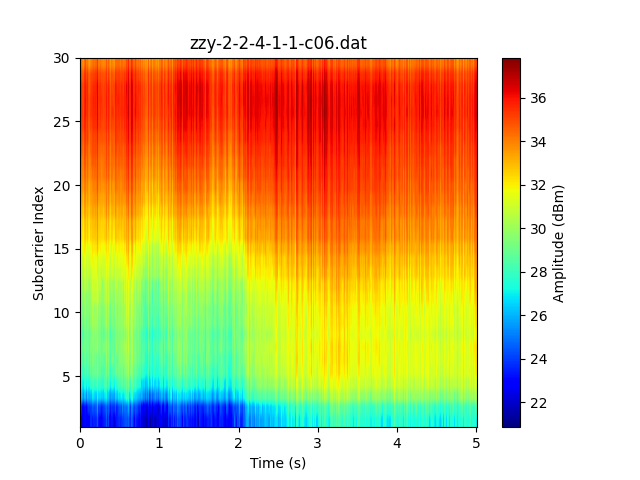 zzy-2-2-4-1-1-c06.dat
30
25
20
15
10
5
Subcarrier Index
0 1 2 3 4 5
Time (s)
36
34
32
30
28
26
24
22
Amplitude (dBm)